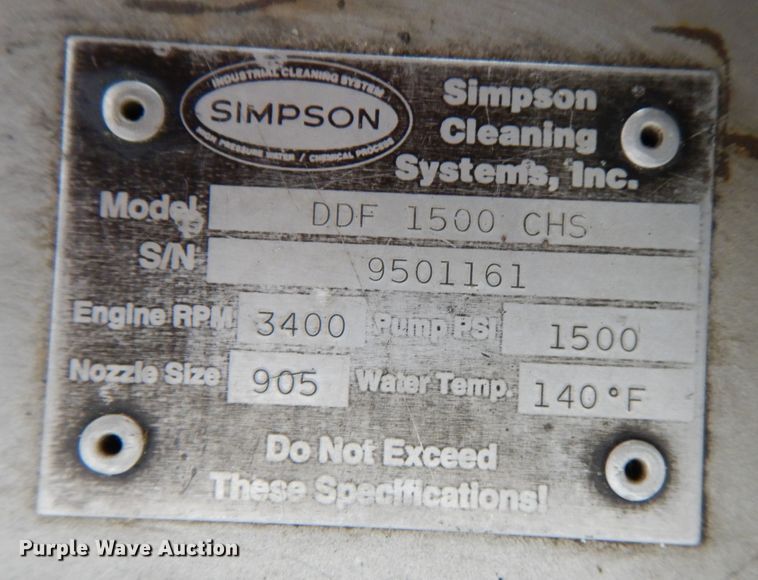 INDUSTRIAL CLEANING SYSTEM
SIMPSON
HIGH PRESSURE WATER / CHEMICAL PROCESS
Simpson
Cleaning
Systems, Inc.
Model DDF 1500 CHS
S/N 9501161
Engine RPM 3400 Pump PSI 1500
Nozzle Size 905 Water Temp. 140°F
Do Not Exceed
These Specifications!
Purple Wave Auction